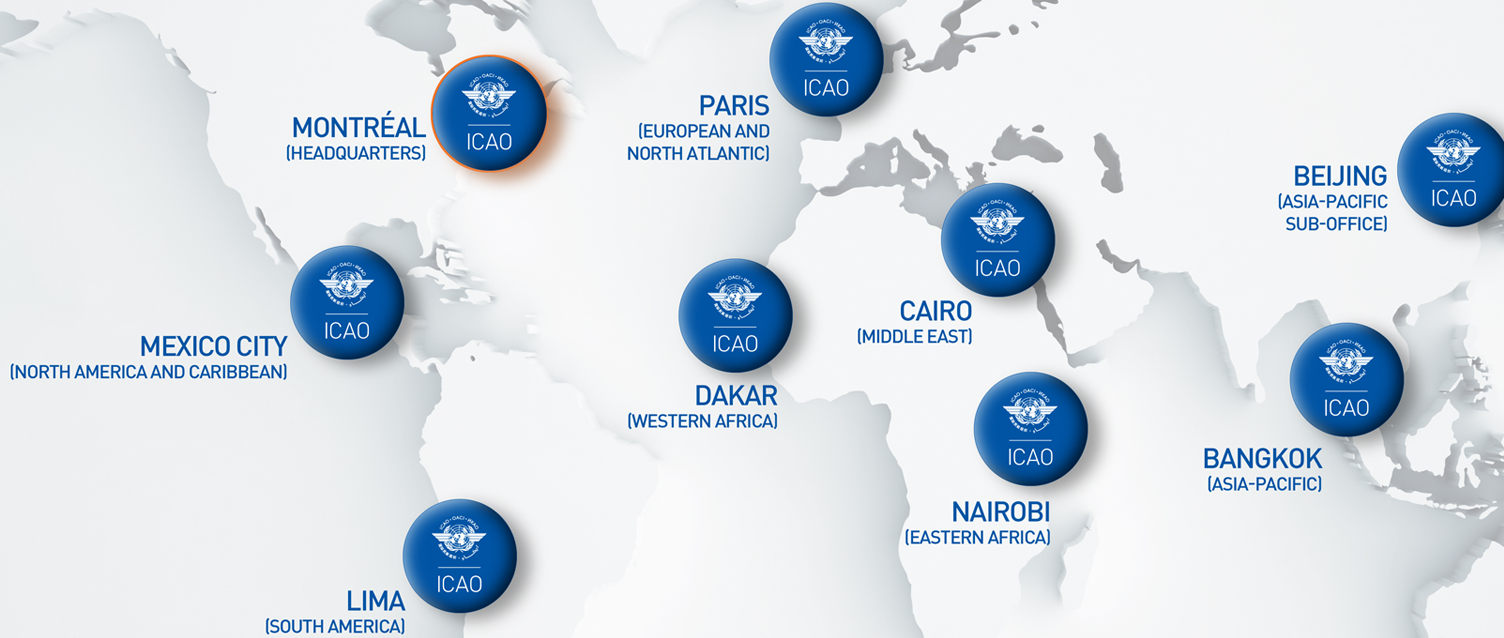 MONTRÉAL
(HEADQUARTERS)
ICAO
PARIS
(EUROPEAN AND
NORTH ATLANTIC)
ICAO
BEIJING
(ASIA-PACIFIC
SUB-OFFICE)
ICAO
MEXICO CITY
(NORTH AMERICA AND CARIBBEAN)
ICAO
DAKAR
(WESTERN AFRICA)
ICAO
CAIRO
(MIDDLE EAST)
ICAO
BANGKOK
(ASIA-PACIFIC)
ICAO
NAIROBI
(EASTERN AFRICA)
ICAO
LIMA
(SOUTH AMERICA)
ICAO